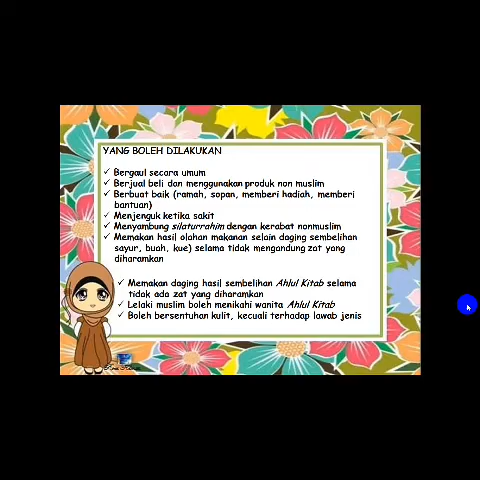 YANG BOLEH DILAKUKAN
✓ Bergaul secara umum
✓ Berjual beli dan menggunakan produk non muslim
✓ Berbuat baik (ramah, sopan, memberi hadiah, memberi
bantuan)
✓ Menjenguk ketika sakit
✓ Menyambung silaturrahim dengan kerabat nonmuslim
✓ Memakan hasil olahan makanan selain daging sembelihan
sayur, buah, kue) selama tidak mengandung zat yang
diharamkan
✓ Memakan daging hasil sembelihan Ahlul Kitab selama
tidak ada zat yang diharamkan
✓ Lelaki muslim boleh menikahi wanita Ahlul Kitab
✓ Boleh bersentuhan kulit, kecuali terhadap lawab jenis